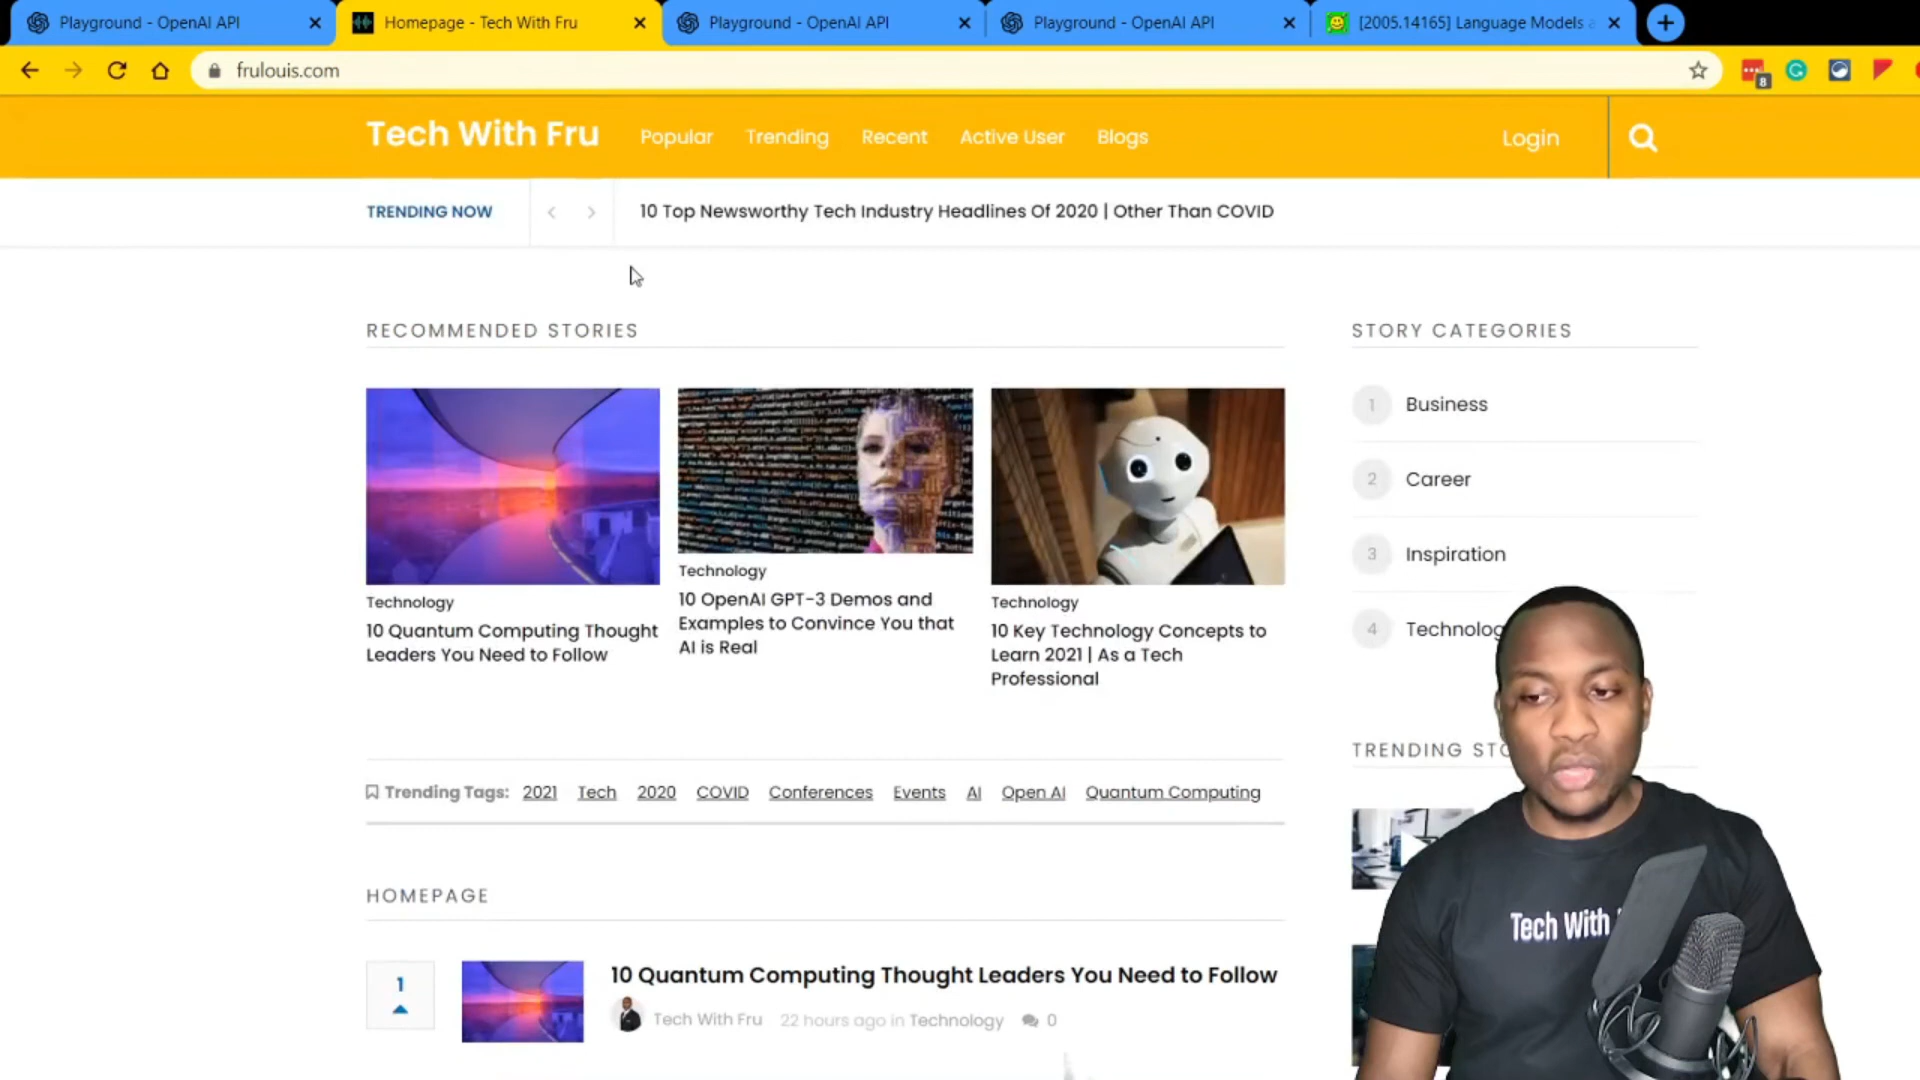 Playground - OpenAI API
Homepage - Tech With Fru
Playground - OpenAI API
Playground - OpenAI API
[2005.14165] Language Models
frulouis.com
8
Tech With Fru
Popular
Trending
Recent
Active User
Blogs
Login
TRENDING NOW
10 Top Newsworthy Tech Industry Headlines Of 2020 | Other Than COVID
RECOMMENDED STORIES
Technology
10 Quantum Computing Thought
Leaders You Need to Follow
Technology
10 OpenAI GPT-3 Demos and
Examples to Convince You that
AI is Real
Technology
10 Key Technology Concepts to
Learn 2021 | As a Tech
Professional
STORY CATEGORIES
1 Business
2 Career
3 Inspiration
4 Technolog
TRENDING STO
Trending Tags: 2021 Tech 2020 COVID Conferences Events AI Open AI Quantum Computing
HOMEPAGE
1
10 Quantum Computing Thought Leaders You Need to Follow
Tech With Fru 22 hours ago in Technology 0
Tech With